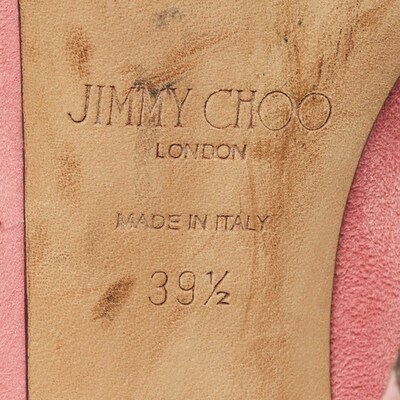 JIMMY CHOO
LONDON
MADE IN ITALY
39½